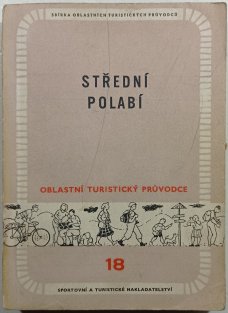 SBÍRKA OBLASTNÍCH TURISTICKÝCH PRŮVODCŮ
STŘEDNÍ
POLABÍ
OBLASTNÍ TURISTICKÝ PRŮVODCE
18
SPORTOVNÍ A TURISTICKÉ NAKLADATELSTVÍ